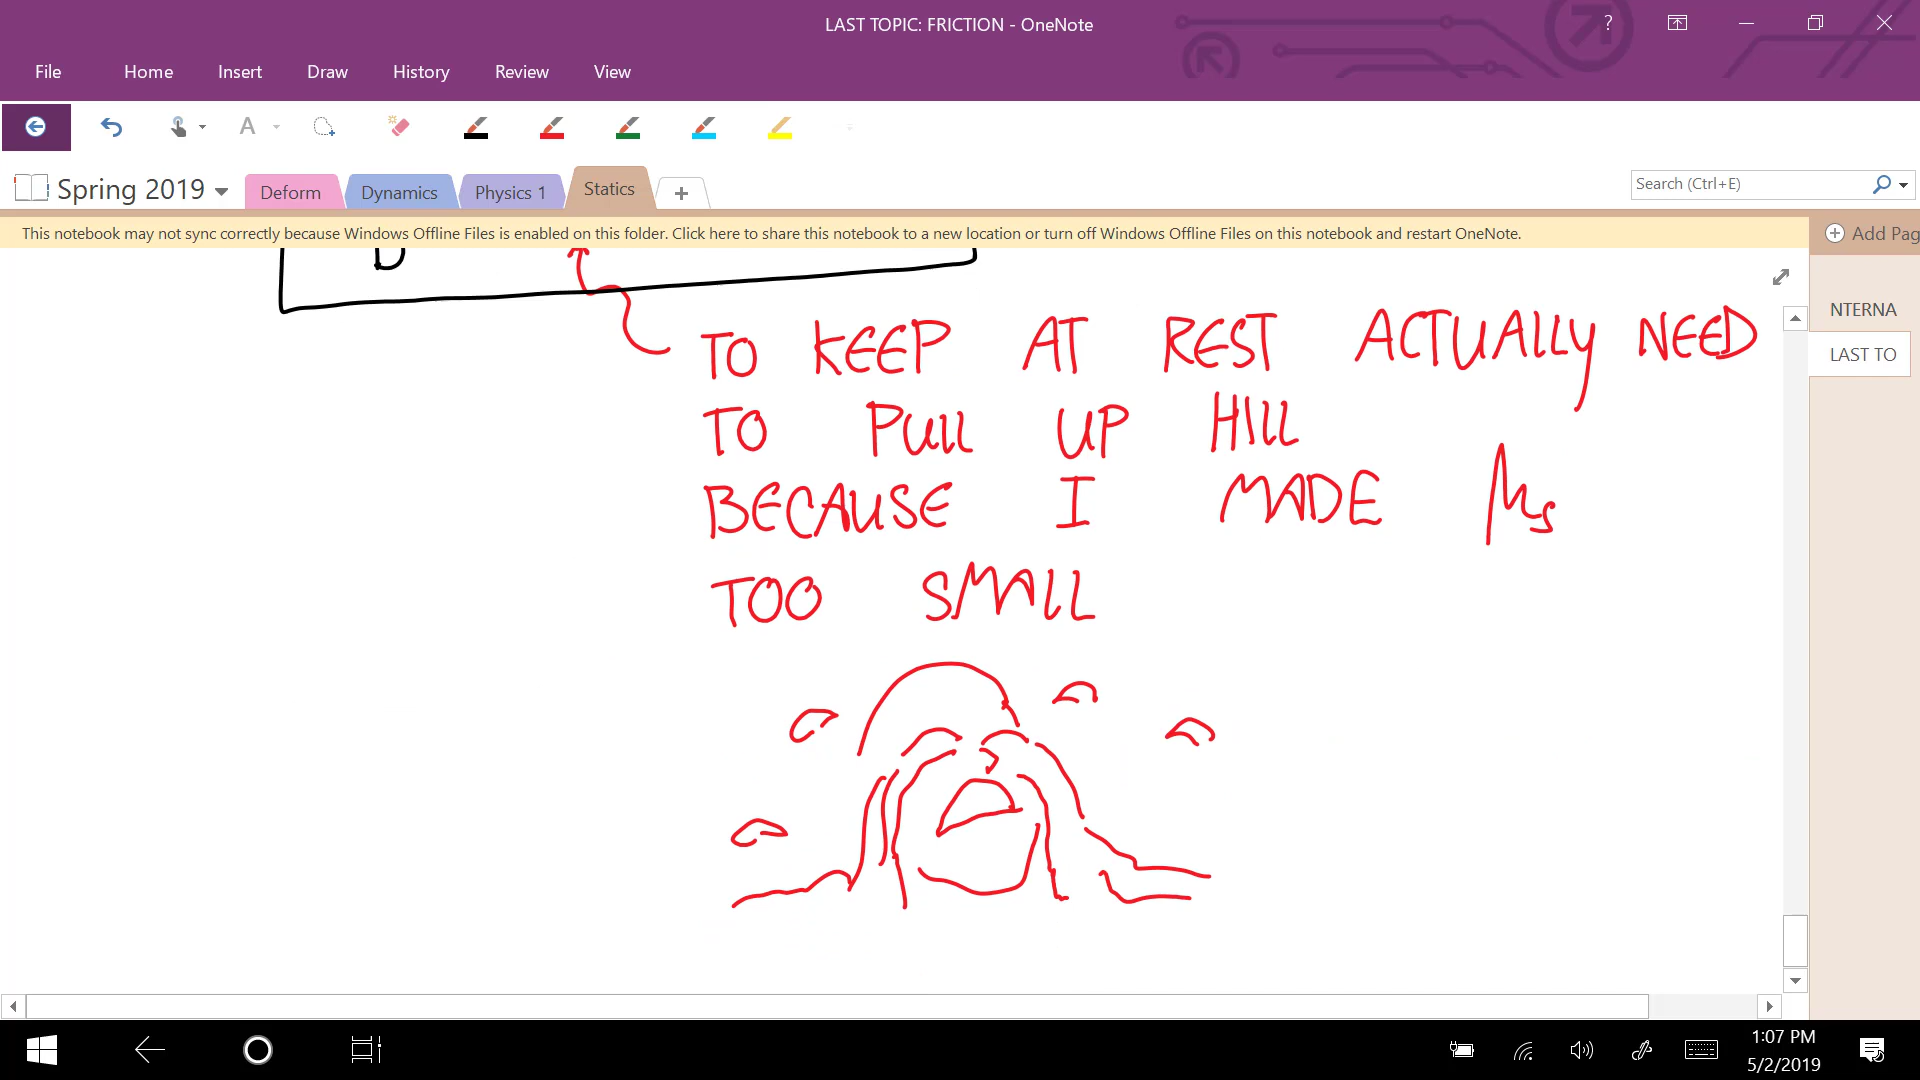 LAST TOPIC: FRICTION - OneNote
?
File Home Insert Draw History Review View
A
Spring 2019 Deform Dynamics Physics 1 Statics +
Search (Ctrl+E)
This notebook may not sync correctly because Windows Offline Files is enabled on this folder. Click here to share this notebook to a new location or turn off Windows Offline Files on this notebook and restart OneNote.
Add Pag
NTERNA
LAST TO
TO KEEP AT REST ACTUALLY NEED
TO PULL UP HILL
BECAUSE I MADE μs
TOO SMALL
1:07 PM
5/2/2019